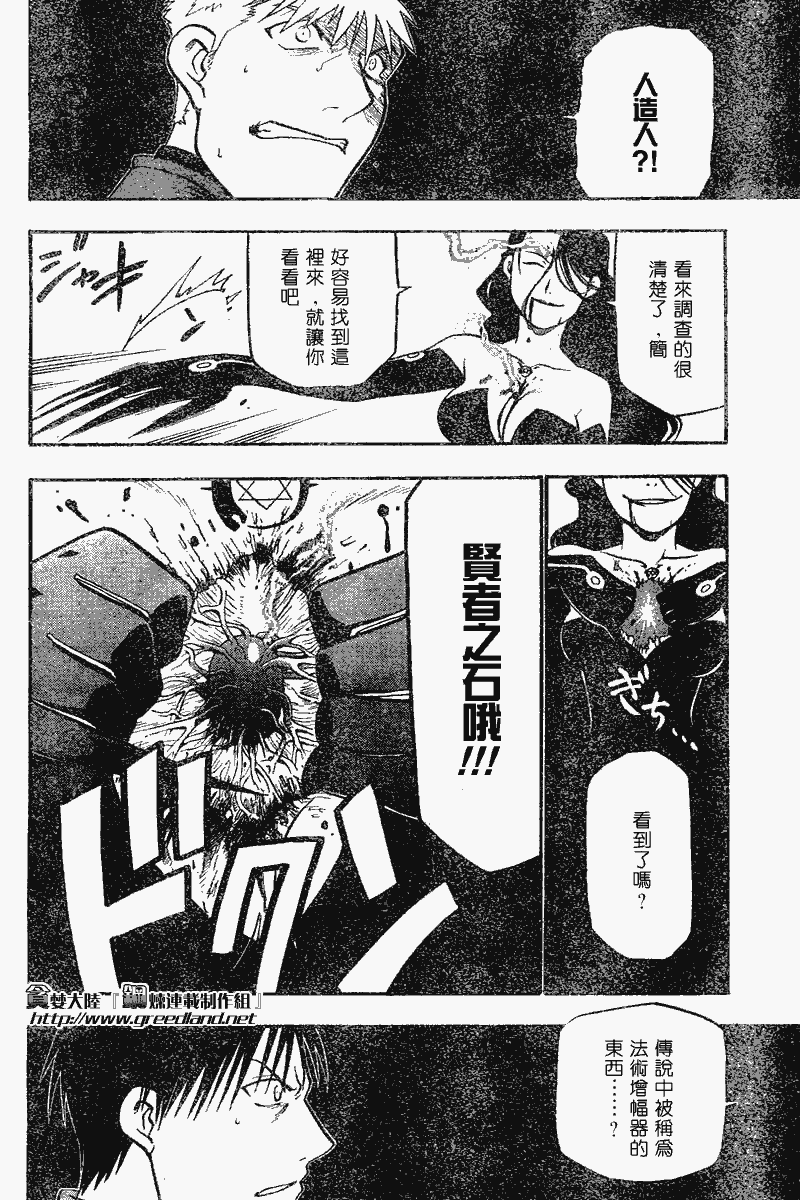 人造人?!
看來調查的很
清楚了，簡
好容易找到這
裡來，就讓你
看看吧
ジャキ
ぎち…
看到了嗎？
賢者之石哦!!!
ドクン
貪婪大陸『鋼煉連載制作組』
http://www.greedland.net
傳說中被稱為
法術增幅器的
東西……？